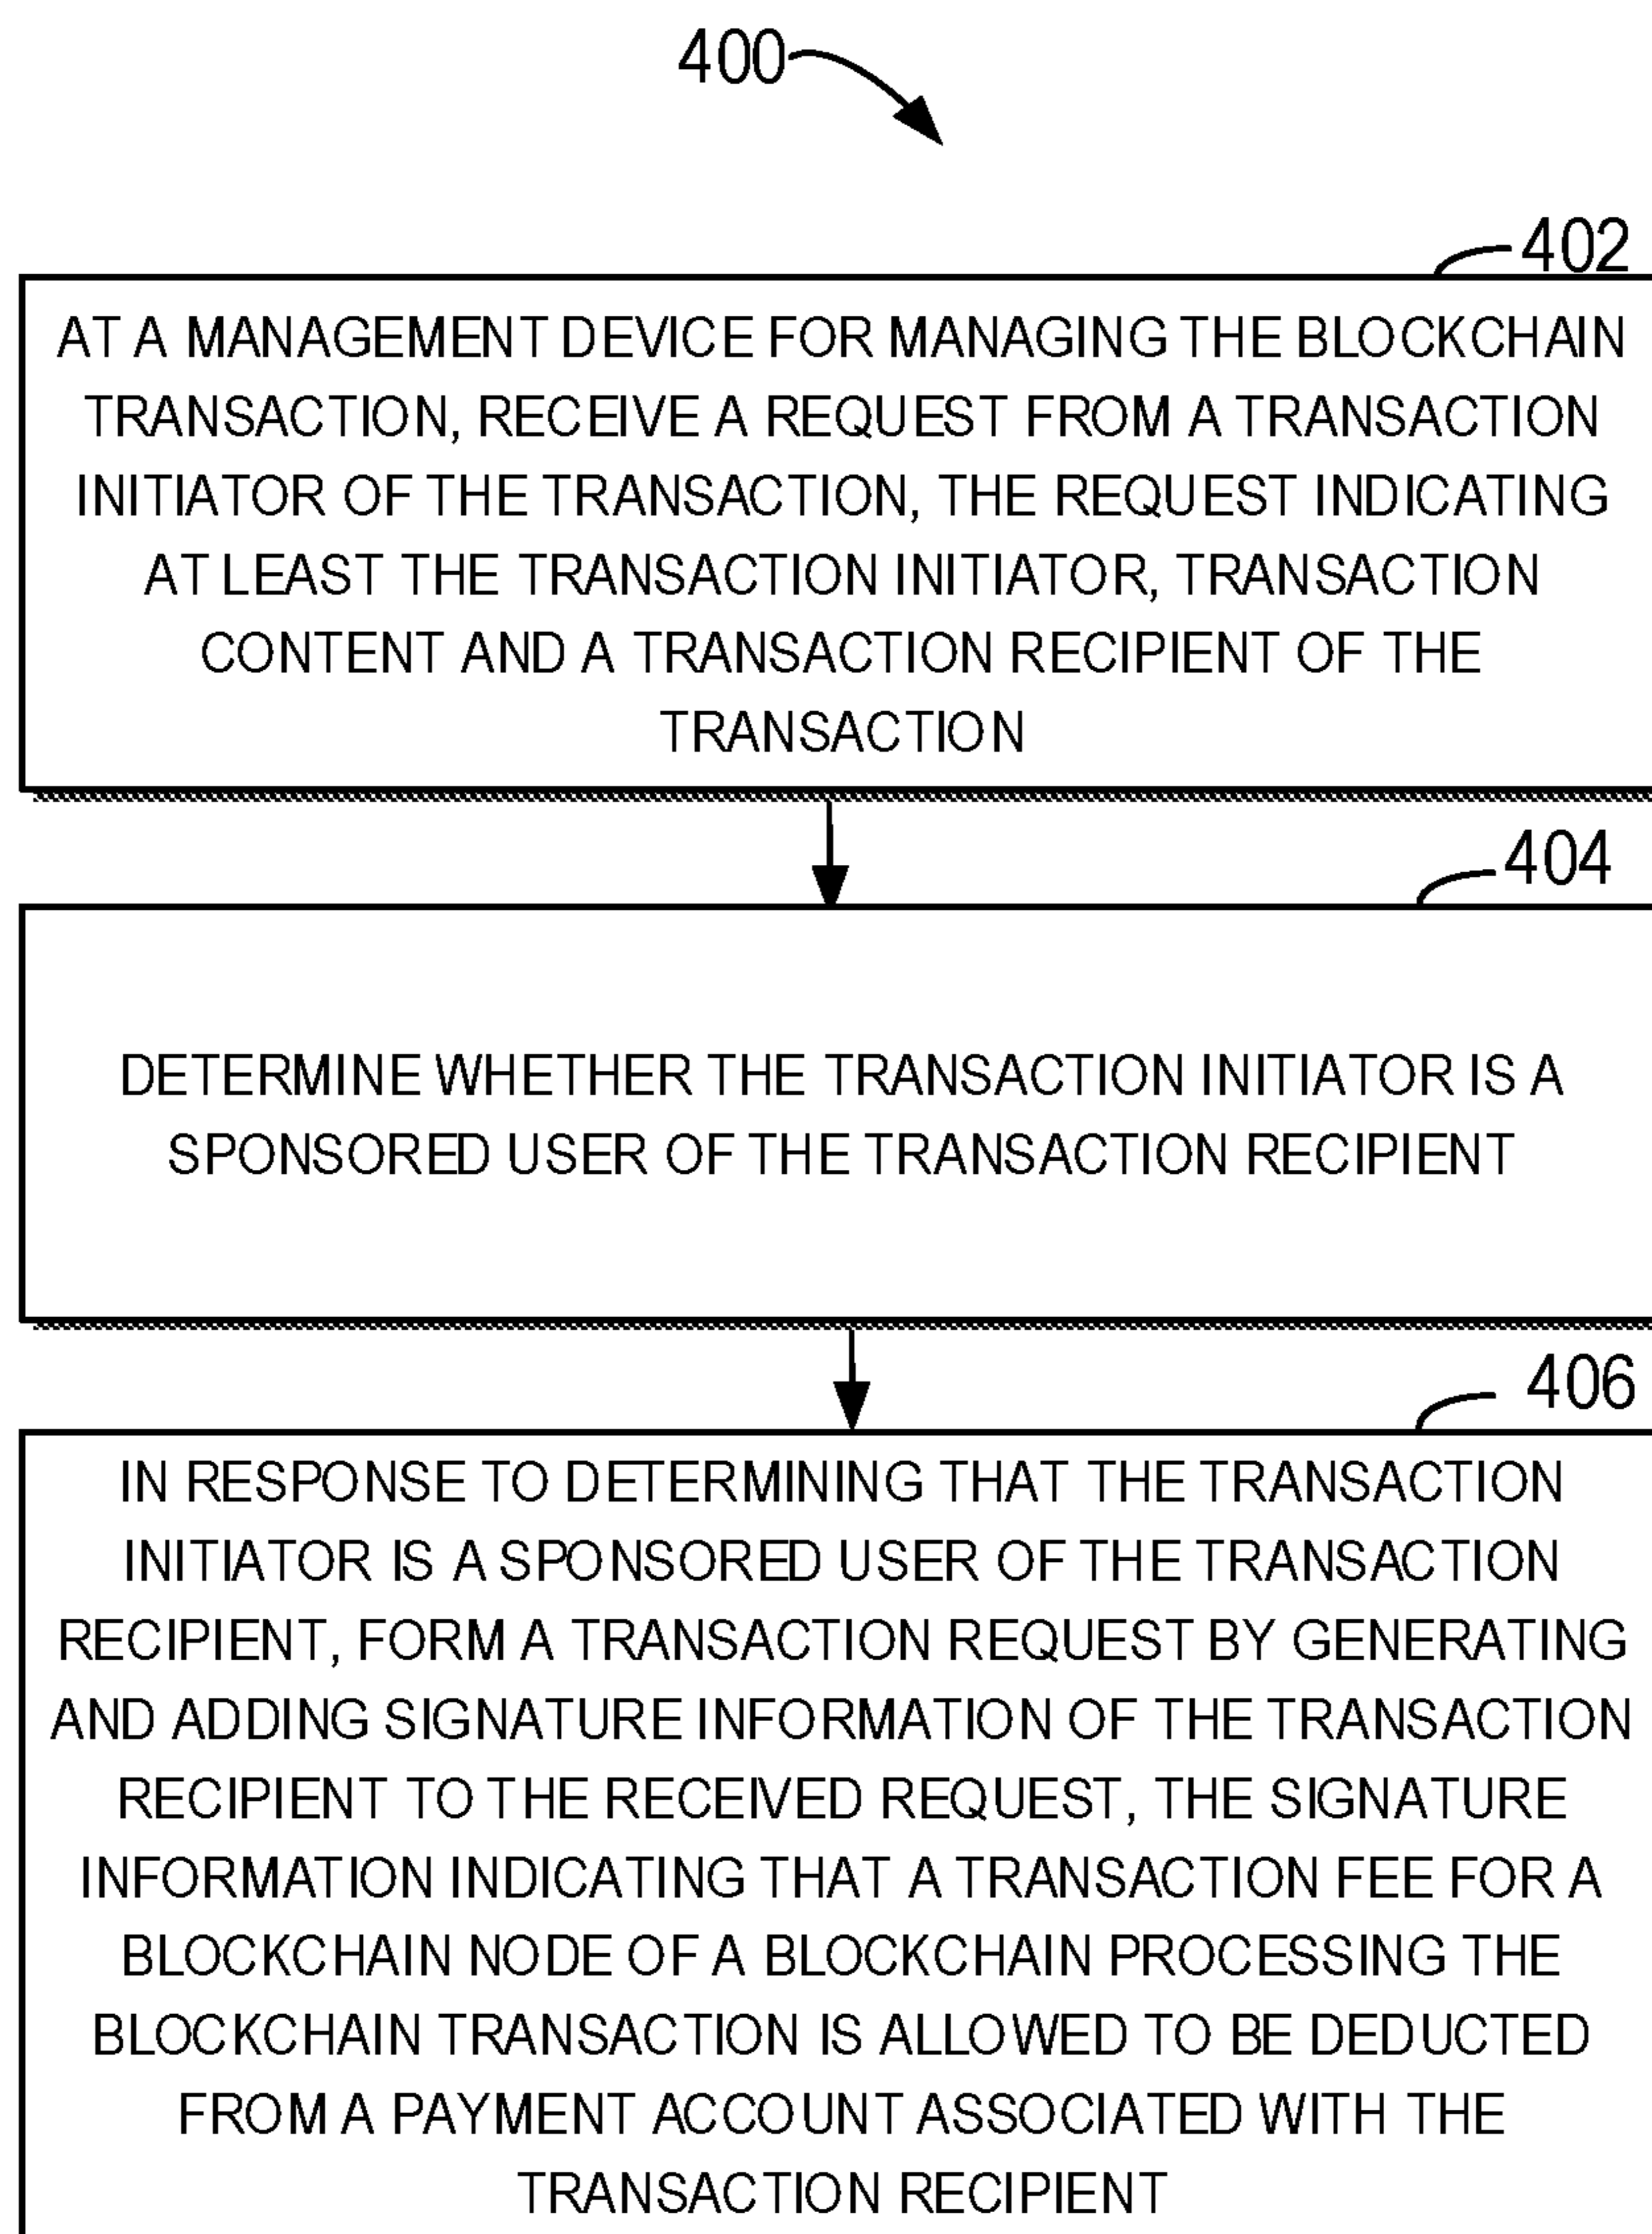 400
402
AT A MANAGEMENT DEVICE FOR MANAGING THE BLOCKCHAIN
TRANSACTION, RECEIVE A REQUEST FROM A TRANSACTION
INITIATOR OF THE TRANSACTION, THE REQUEST INDICATING
AT LEAST THE TRANSACTION INITIATOR, TRANSACTION
CONTENT AND A TRANSACTION RECIPIENT OF THE
TRANSACTION
404
DETERMINE WHETHER THE TRANSACTION INITIATOR IS A
SPONSORED USER OF THE TRANSACTION RECIPIENT
406
IN RESPONSE TO DETERMINING THAT THE TRANSACTION
INITIATOR IS A SPONSORED USER OF THE TRANSACTION
RECIPIENT, FORM A TRANSACTION REQUEST BY GENERATING
AND ADDING SIGNATURE INFORMATION OF THE TRANSACTION
RECIPIENT TO THE RECEIVED REQUEST, THE SIGNATURE
INFORMATION INDICATING THAT A TRANSACTION FEE FOR A
BLOCKCHAIN NODE OF A BLOCKCHAIN PROCESSING THE
BLOCKCHAIN TRANSACTION IS ALLOWED TO BE DEDUCTED
FROM A PAYMENT ACCOUNT ASSOCIATED WITH THE
TRANSACTION RECIPIENT